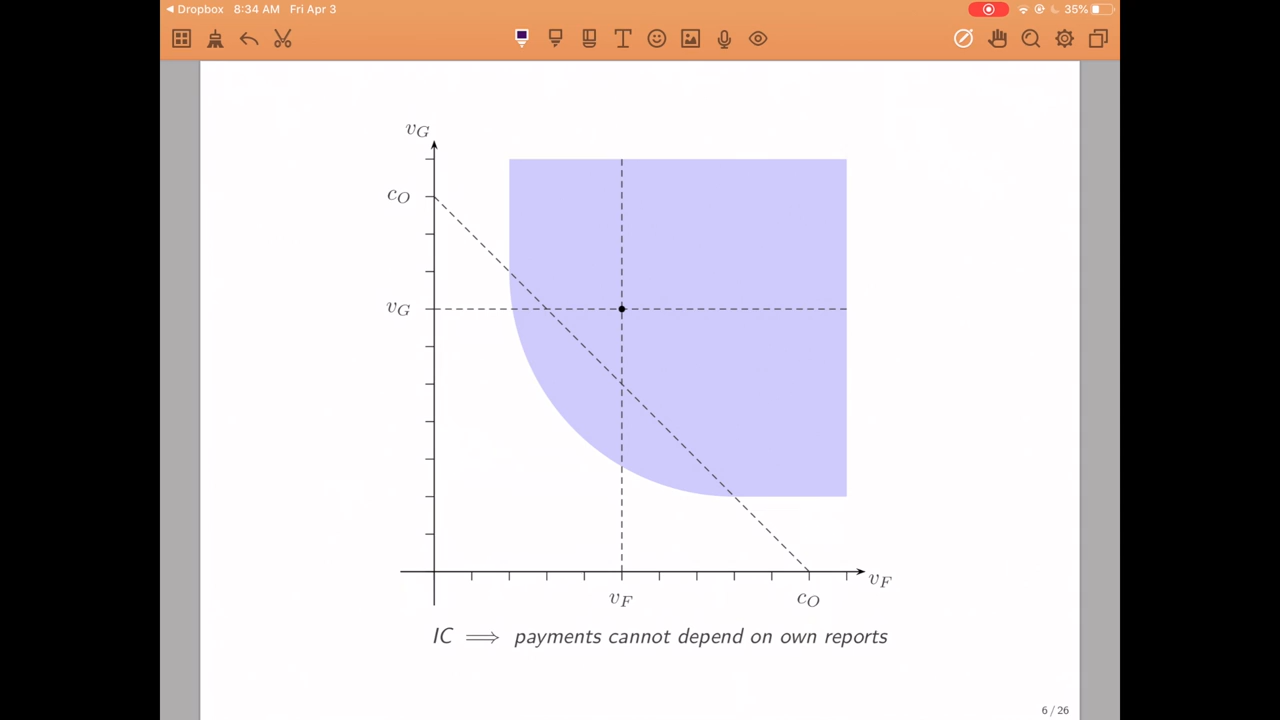 Dropbox 8:34 AM Fri Apr 3 35%
v_G
c_O
v_G
v_F
v_F c_O
IC ⟹ payments cannot depend on own reports
6 / 26